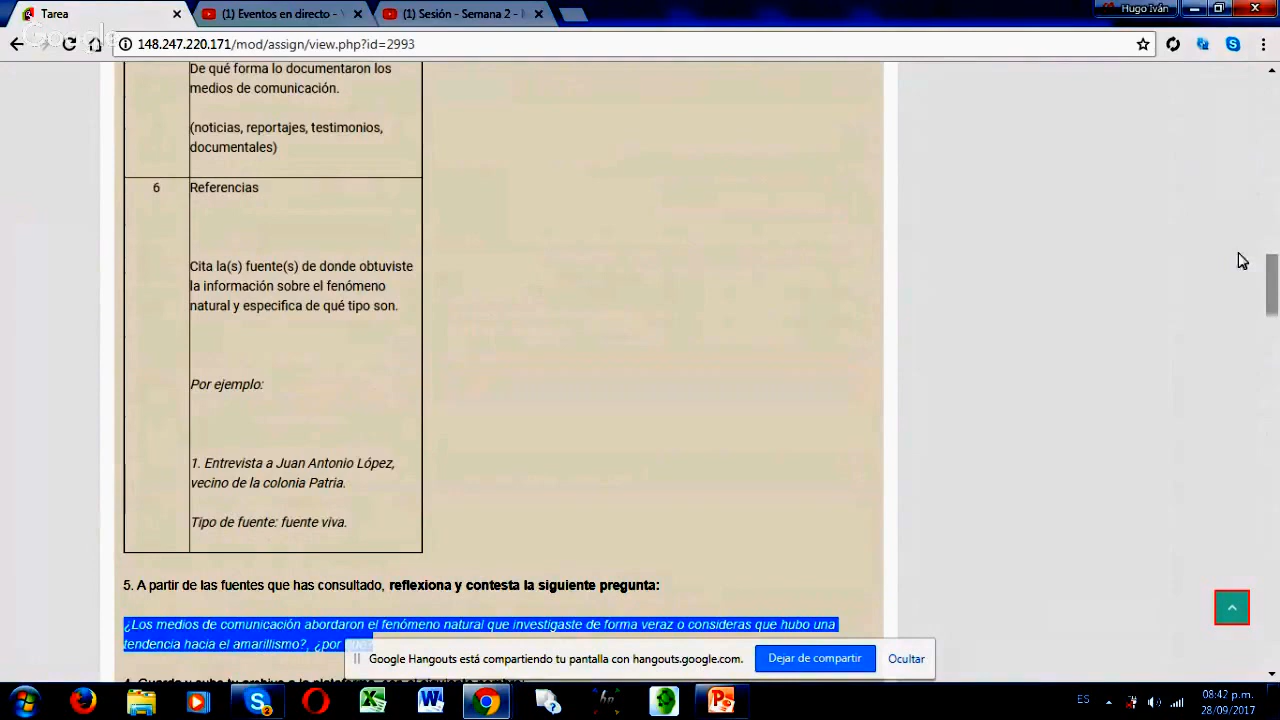 Tarea
(1) Eventos en directo -
(1) Sesión - Semana 2 -
Hugo Iván
Google
148.247.220.171/mod/assign/view.php?id=2993
De qué forma lo documentaron los
medios de comunicación.
(noticias, reportajes, testimonios,
documentales)
6
Referencias
Cita la(s) fuente(s) de donde obtuviste
la información sobre el fenómeno
natural y especifica de qué tipo son.
Por ejemplo:
1. Entrevista a Juan Antonio López,
vecino de la colonia Patria.
Tipo de fuente: fuente viva.
5. A partir de las fuentes que has consultado, reflexiona y contesta la siguiente pregunta:
¿Los medios de comunicación abordaron el fenómeno natural que investigaste de forma veraz o consideras que hubo una
tendencia hacia el amarillismo?, ¿por
Google Hangouts está compartiendo tu pantalla con hangouts.google.com.
Dejar de compartir
Ocultar
ES
08:42 p.m.
28/09/2017